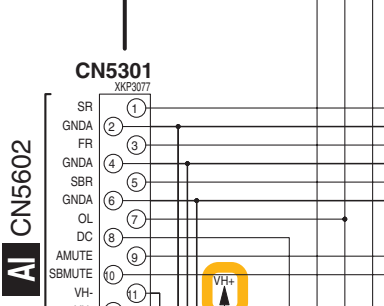 CN5301
XKP3077
SR 1
GNDA 2
FR 3
GNDA 4
SBR 5
GNDA 6
OL 7
DC 8
AMUTE 9
SBMUTE 10
VH- 11
CN5602
AI
VH+